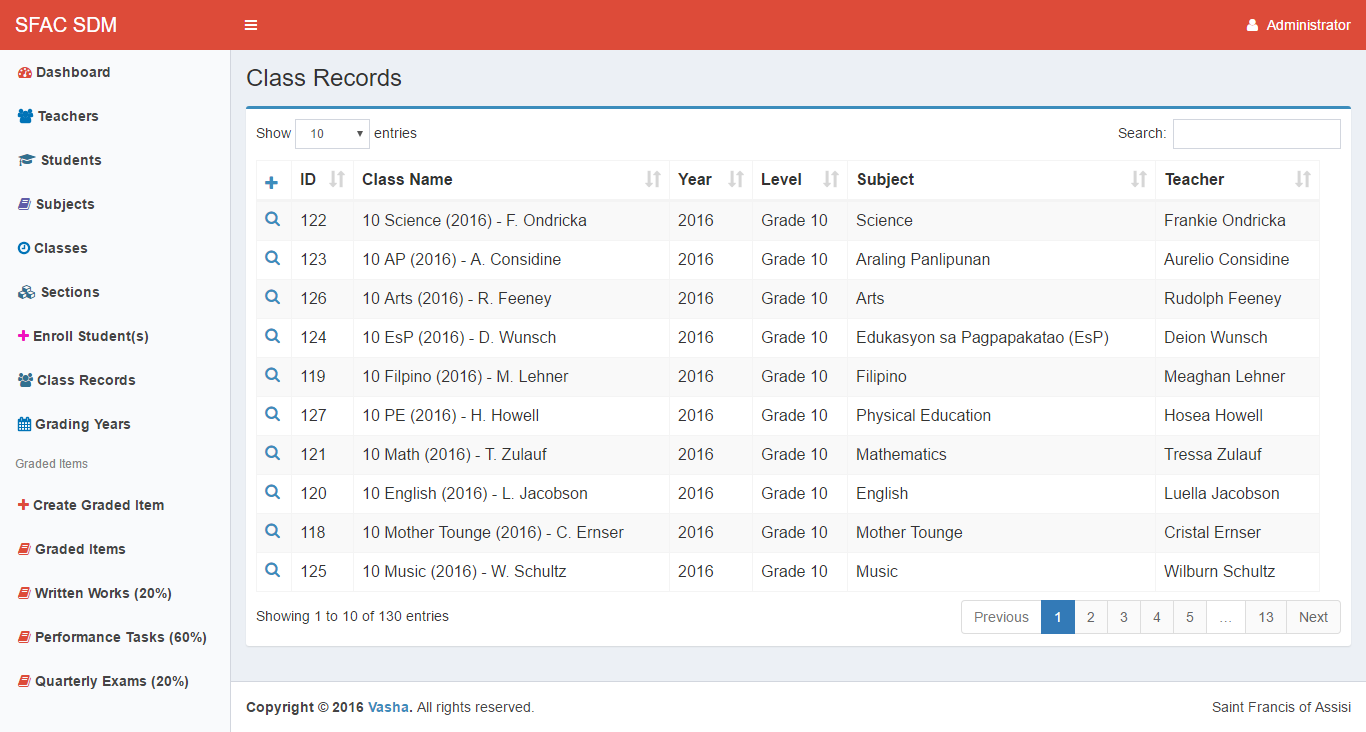 SFAC SDM
Administrator
Dashboard
Teachers
Students
Subjects
Classes
Sections
Enroll Student(s)
Class Records
Grading Years
Graded Items
Create Graded Item
Graded Items
Written Works (20%)
Performance Tasks (60%)
Quarterly Exams (20%)
Class Records
Show 10 entries Search:
ID Class Name Year Level Subject Teacher
122 10 Science (2016) - F. Ondricka 2016 Grade 10 Science Frankie Ondricka
123 10 AP (2016) - A. Considine 2016 Grade 10 Araling Panlipunan Aurelio Considine
126 10 Arts (2016) - R. Feeney 2016 Grade 10 Arts Rudolph Feeney
124 10 EsP (2016) - D. Wunsch 2016 Grade 10 Edukasyon sa Pagpapakatao (EsP) Deion Wunsch
119 10 Filpino (2016) - M. Lehner 2016 Grade 10 Filipino Meaghan Lehner
127 10 PE (2016) - H. Howell 2016 Grade 10 Physical Education Hosea Howell
121 10 Math (2016) - T. Zulauf 2016 Grade 10 Mathematics Tressa Zulauf
120 10 English (2016) - L. Jacobson 2016 Grade 10 English Luella Jacobson
118 10 Mother Tounge (2016) - C. Ernser 2016 Grade 10 Mother Tounge Cristal Ernser
125 10 Music (2016) - W. Schultz 2016 Grade 10 Music Wilburn Schultz
Showing 1 to 10 of 130 entries Previous 1 2 3 4 5 … 13 Next
Copyright © 2016 Vasha. All rights reserved. Saint Francis of Assisi